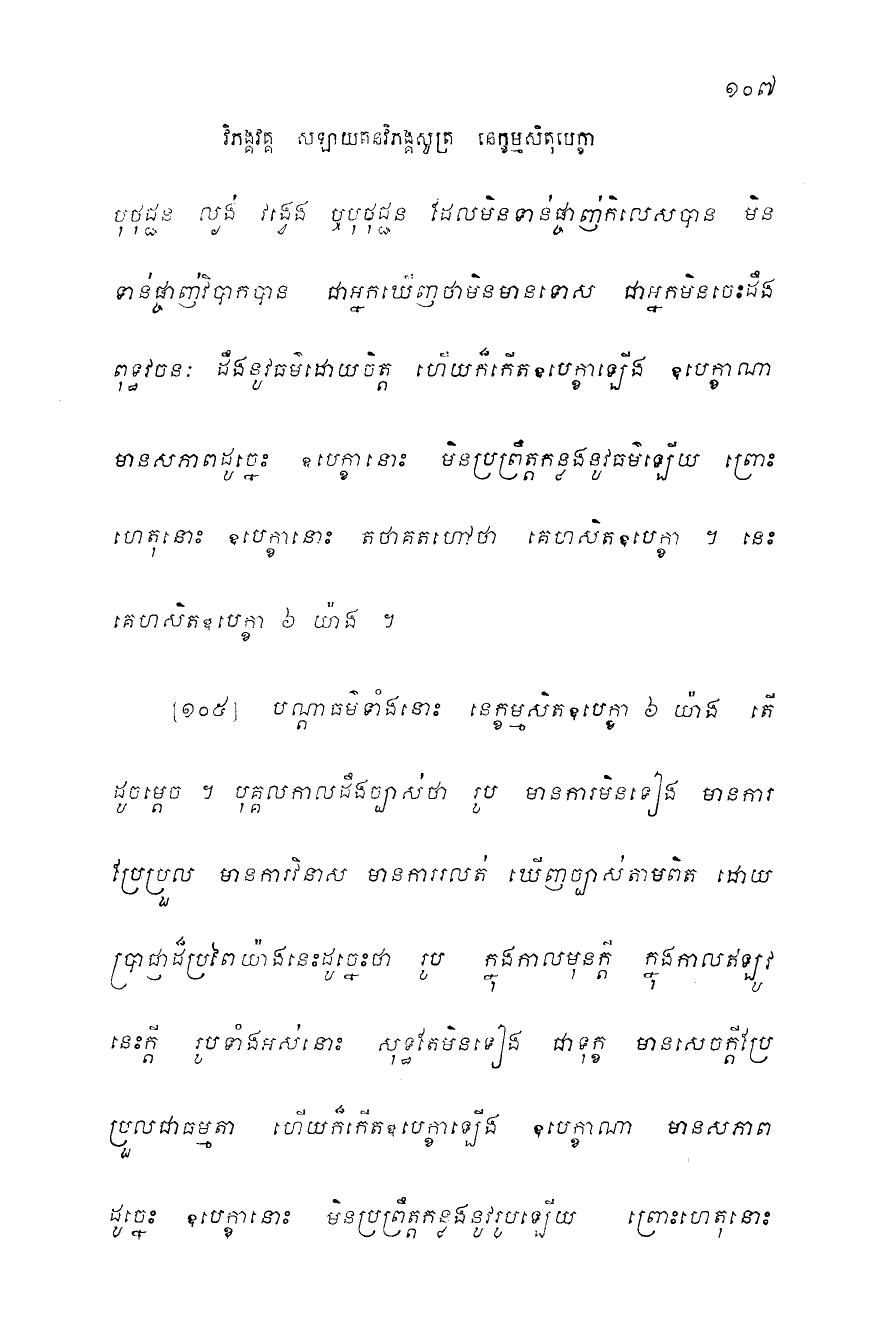 ១០៧
វិភង្គវគ្គ សឡាយតនវិភង្គសូត្រ នេក្ខម្មសិតុបេក្ខា
បុថុជ្ជន ល្ងង់ វង្វេង ឬបុថុជ្ជន ដែលមិនទាន់ផ្ចាញ់កិលេសបាន មិន
ទាន់ផ្ចាញ់វិបាកបាន ជាអ្នកឃើញថាមិនមានទោស ជាអ្នកមិនចេះដឹង
ពុទ្ធវចនៈ ដឹងនូវធម៌ដោយចិត្ត ហើយក៏កើតឧបេក្ខាឡើង ឧបេក្ខាណា
មានសភាពដូច្នេះ ឧបេក្ខានោះ មិនប្រព្រឹត្តកន្លងនូវធម៌ឡើយ ព្រោះ
ហេតុនោះ ឧបេក្ខានោះ តថាគតហៅថា គេហសិតឧបេក្ខា ។ នេះ
គេហសិតឧបេក្ខា ៦ យ៉ាង ។
[១០៥] បណ្តាធម៌ទាំងនោះ នេក្ខម្មសិតឧបេក្ខា ៦ យ៉ាង តើ
ដូចម្តេច ។ បុគ្គលកាលដឹងច្បាស់ថា រូប មានការមិនទៀង មានការ
ប្រែប្រួល មានការវិនាស មានការរលត់ ឃើញច្បាស់តាមពិត ដោយ
ប្រាជ្ញាដ៏ប្រពៃយ៉ាងនេះដូច្នេះថា រូប ក្នុងកាលមុនក្តី ក្នុងកាលឥឡូវ
នេះក្តី រូបទាំងអស់នោះ សុទ្ធតែមិនទៀង ជាទុក្ខ មានសេចក្តីប្រែ
ប្រួលជាធម្មតា ហើយក៏កើតឧបេក្ខាឡើង ឧបេក្ខាណា មានសភាព
ដូច្នេះ ឧបេក្ខានោះ មិនប្រព្រឹត្តកន្លងនូវរូបឡើយ ព្រោះហេតុនោះ